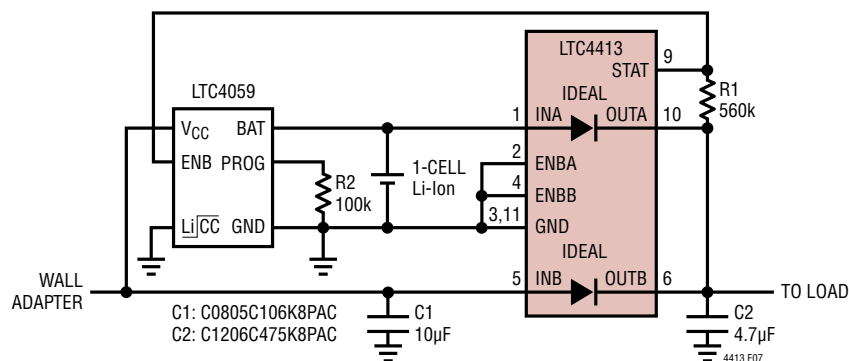 LTC4059
VCC
BAT
ENB
PROG
Li CC
GND
R2
100k
1-CELL
Li-Ion
LTC4413
STAT
9
IDEAL
1
INA
OUTA
10
R1
560k
2
ENBA
4
ENBB
3,11
GND
IDEAL
WALL
ADAPTER
5
INB
OUTB
6
TO LOAD
C1: C0805C106K8PAC
C2: C1206C475K8PAC
C1
10µF
C2
4.7µF
4413 F07